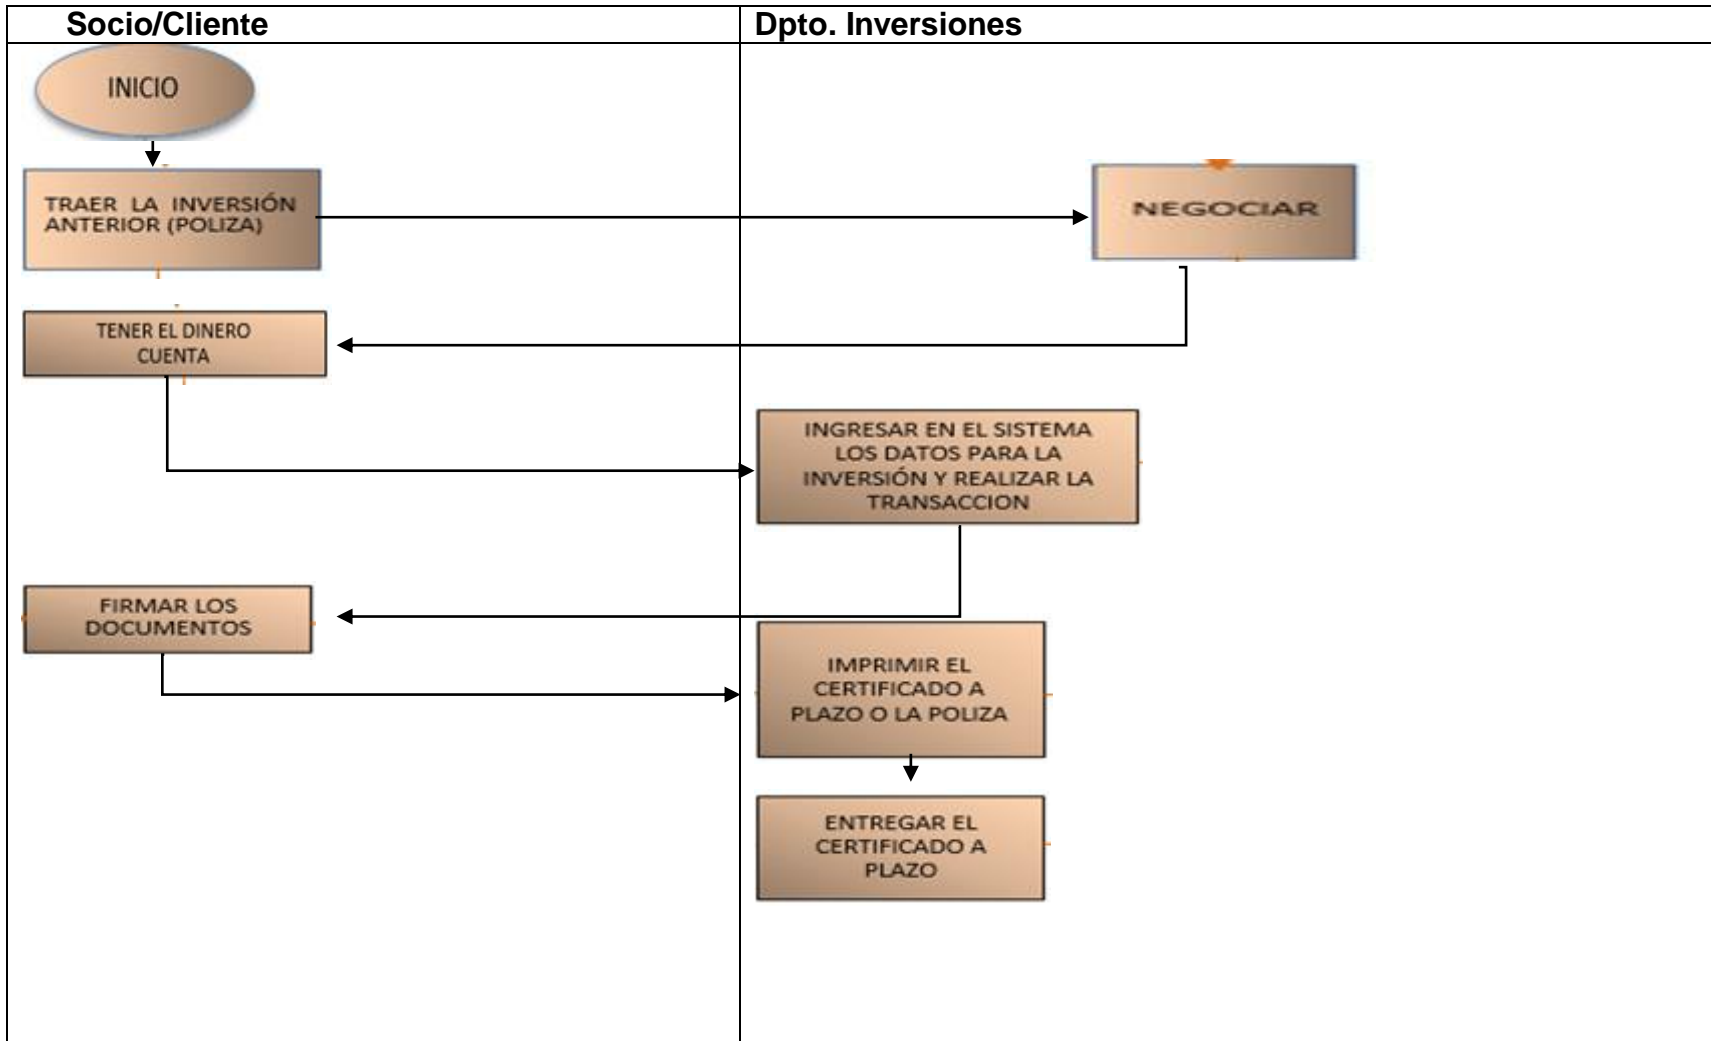 Socio/Cliente
Dpto. Inversiones
INICIO
TRAER LA INVERSIÓN
ANTERIOR (POLIZA)
NEGOCIAR
TENER EL DINERO
CUENTA
INGRESAR EN EL SISTEMA
LOS DATOS PARA LA
INVERSIÓN Y REALIZAR LA
TRANSACCION
FIRMAR LOS
DOCUMENTOS
IMPRIMIR EL
CERTIFICADO A
PLAZO O LA POLIZA
ENTREGAR EL
CERTIFICADO A
PLAZO